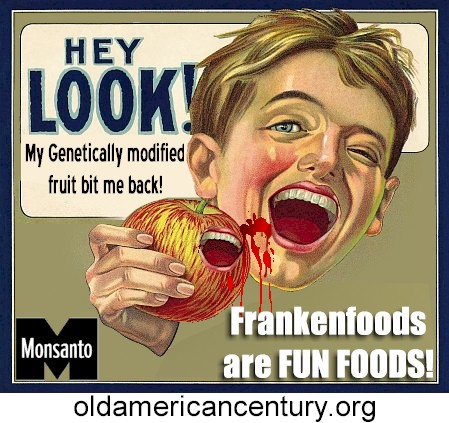 HEY
LOOK!
My Genetically modified
fruit bit me back!
Frankenfoods
are FUN FOODS!
Monsanto
oldamericancentury.org